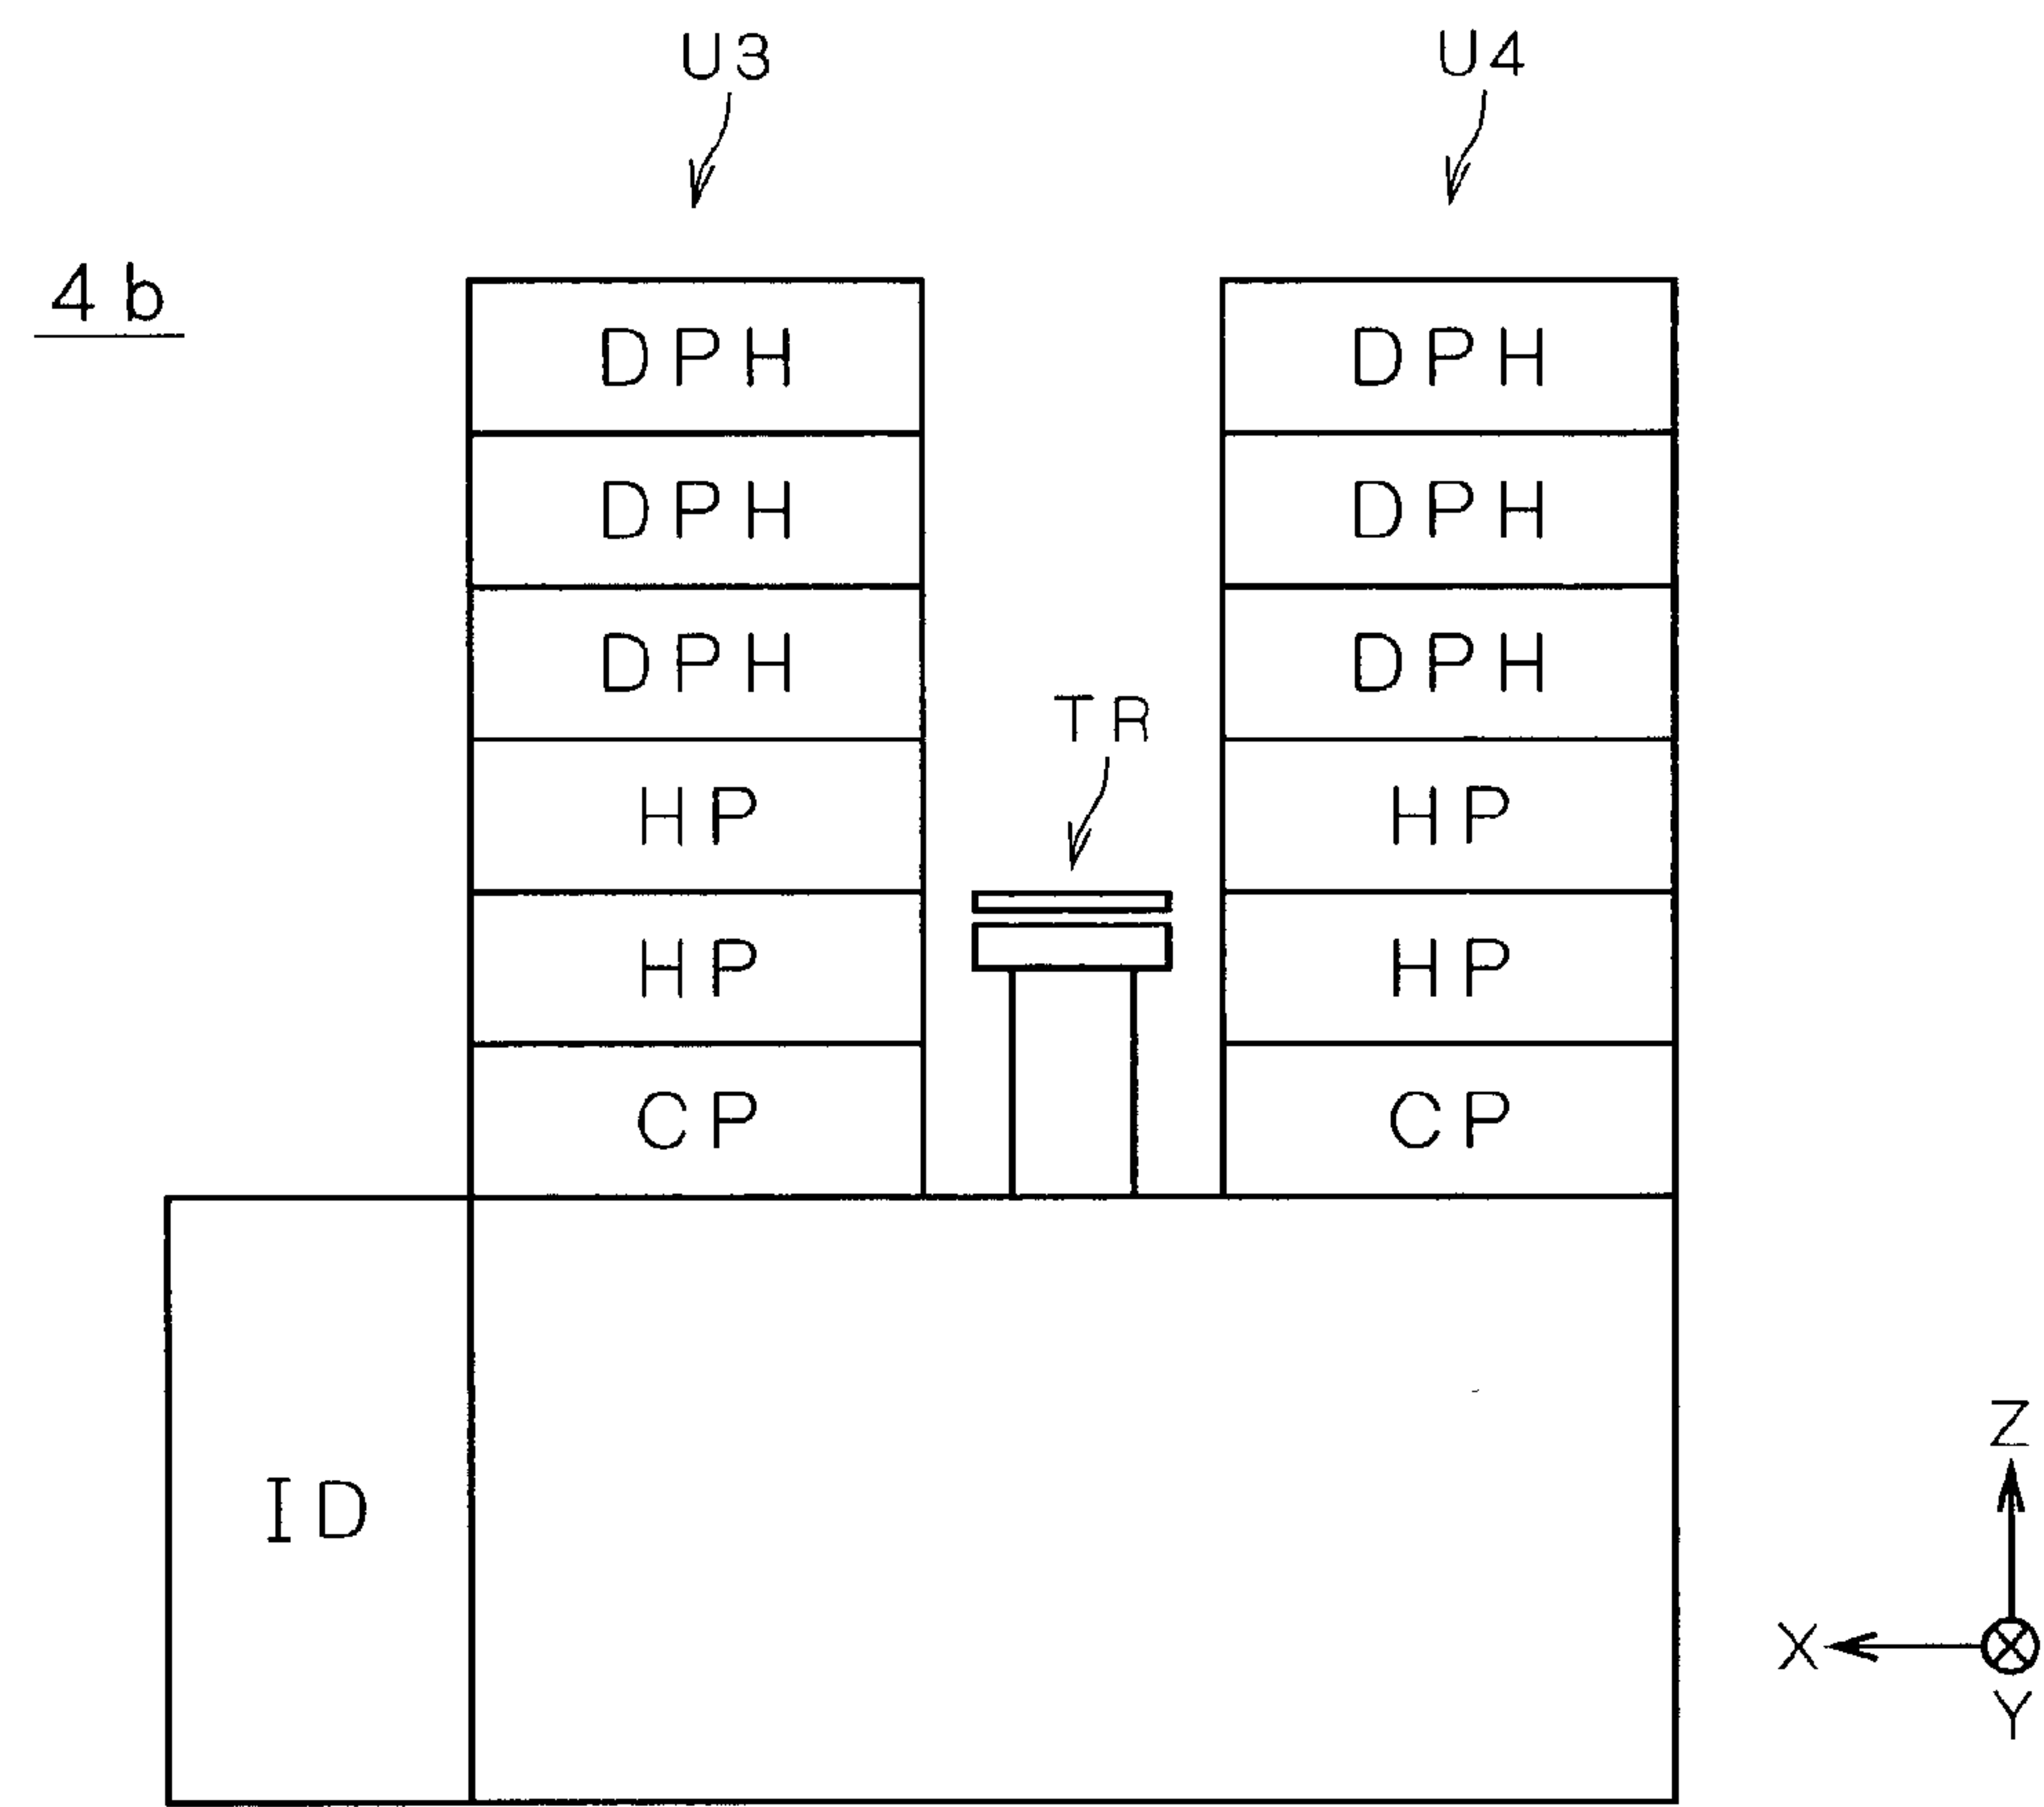 U3 U4
4b
DPH DPH
DPH DPH
DPH DPH
TR
HP HP
HP HP
CP CP
ID
Z
X
Y